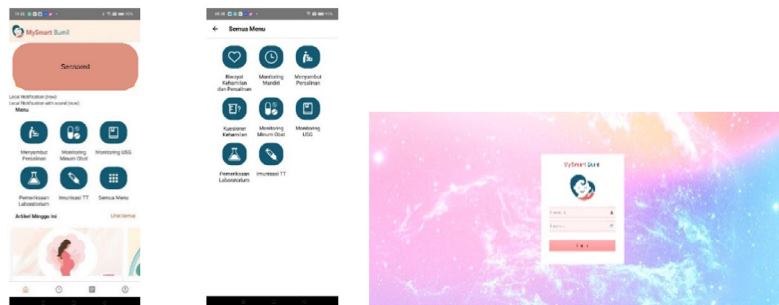 MySmart Bumil
Second
Local Notification (now)
Local Notification with sound (now)
Menu
Menyambut
Persalinan
Monitoring
Minum Obat
Monitoring USG
Pemeriksaan
Laboratorium
Imunisasi TT
Semua Menu
Artikel Minggu Ini
Lihat Semua
Semua Menu
Riwayat
Kehamilan
dan Persalinan
Monitoring
Mandiri
Menyambut
Persalinan
Kuesioner
Kehamilan
Monitoring
Minum Obat
Monitoring
USG
Pemeriksaan
Laboratorium
Imunisasi TT
MySmart Bumil